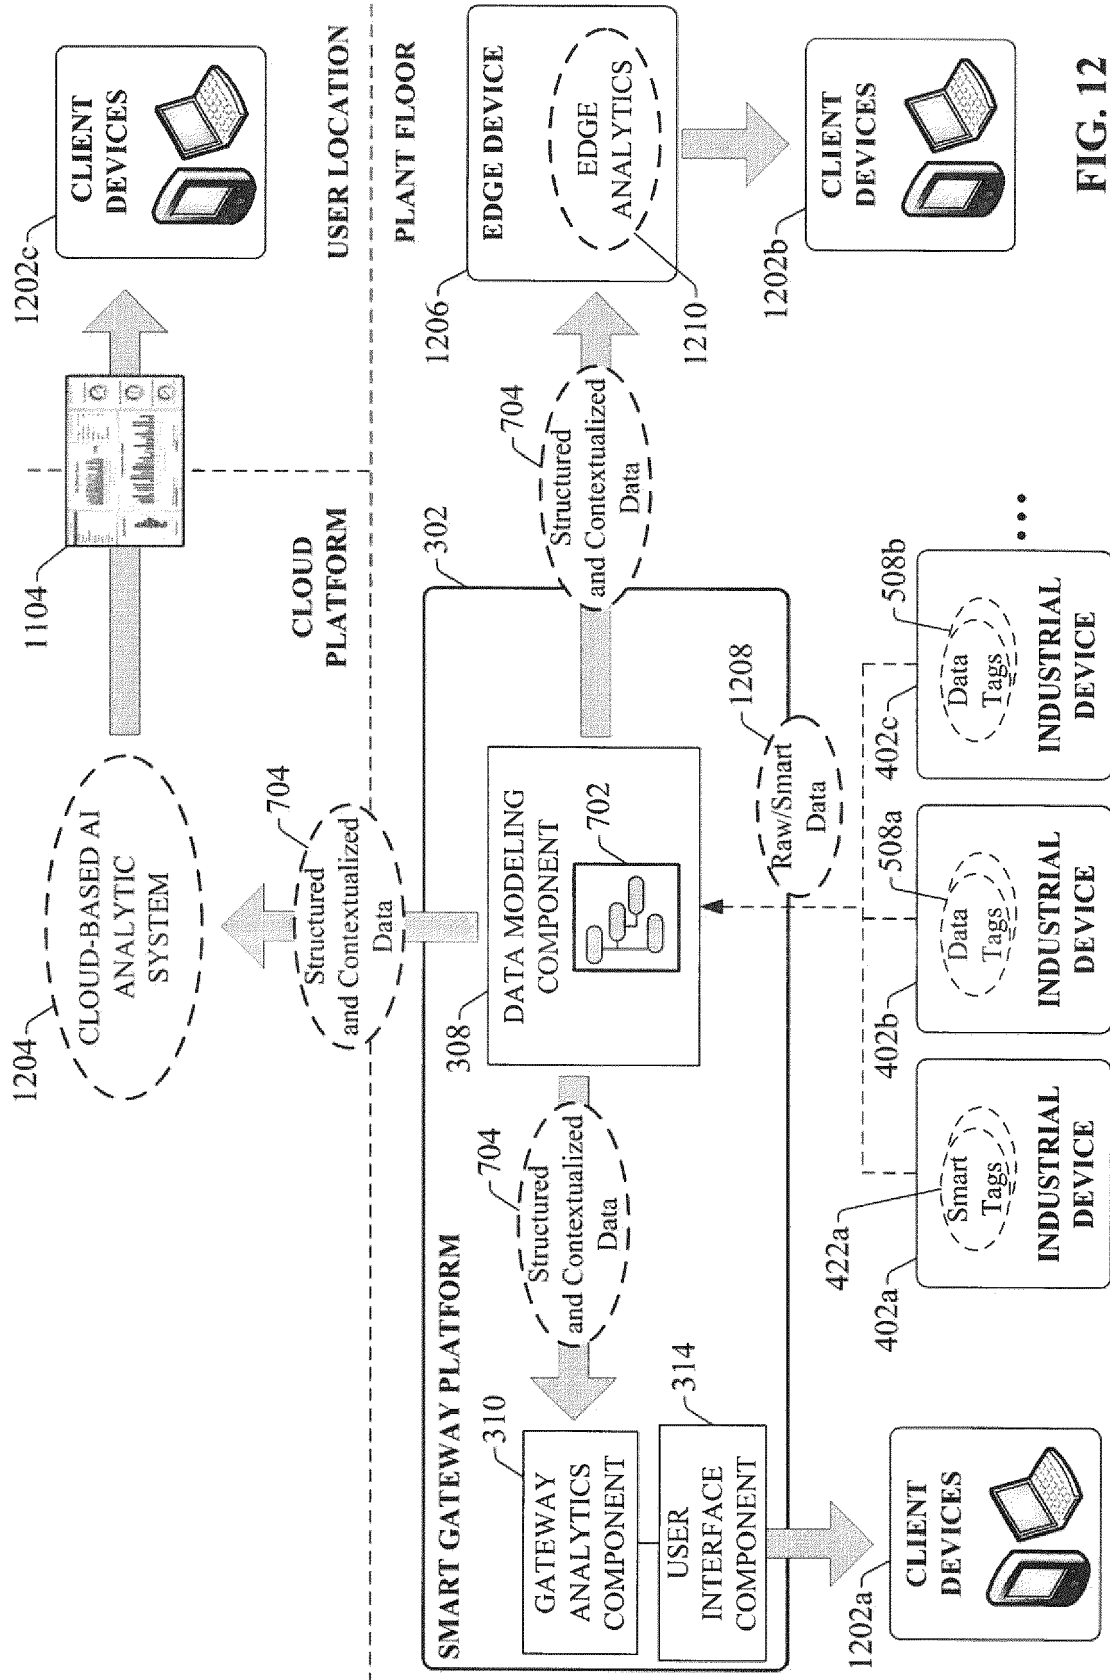 1204
CLOUD-BASED AI
ANALYTIC
SYSTEM
1104
1202c
CLIENT
DEVICES
704
Structured
and Contextualized
Data
CLOUD
PLATFORM
USER LOCATION
PLANT FLOOR
SMART GATEWAY PLATFORM
302
310
GATEWAY
ANALYTICS
COMPONENT
314
USER
INTERFACE
COMPONENT
704
Structured
and Contextualized
Data
308
DATA MODELING
COMPONENT
702
704
Structured
and Contextualized
Data
1206
EDGE DEVICE
EDGE
ANALYTICS
1210
1208
Raw/Smart
Data
1202a
CLIENT
DEVICES
402a
422a
Smart
Tags
INDUSTRIAL
DEVICE
402b
508a
Data
Tags
INDUSTRIAL
DEVICE
402c
508b
Data
Tags
INDUSTRIAL
DEVICE
1202b
CLIENT
DEVICES
FIG. 12